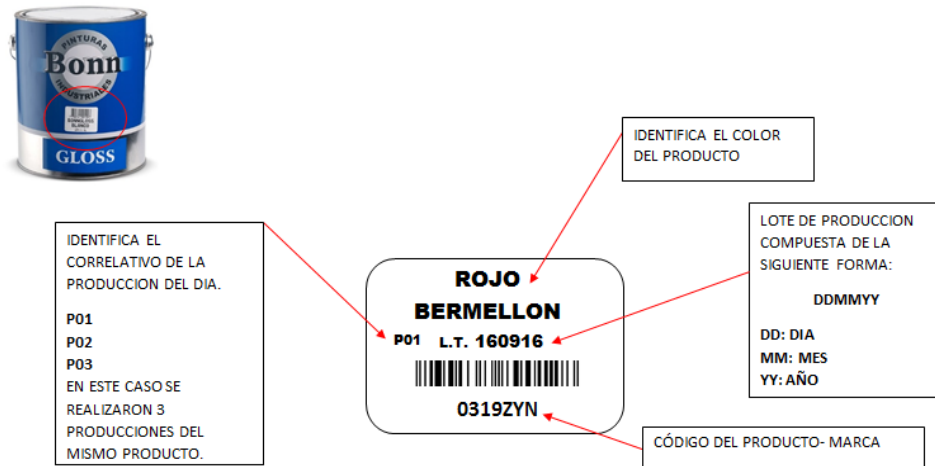 PINTURAS
Bonn
INDUSTRIALES
BLANCO
GLOSS
IDENTIFICA EL COLOR
DEL PRODUCTO
IDENTIFICA EL
CORRELATIVO DE LA
PRODUCCION DEL DIA.
P01
P02
P03
EN ESTE CASO SE
REALIZARON 3
PRODUCCIONES DEL
MISMO PRODUCTO.
ROJO
BERMELLON
P01 L.T. 160916
0319ZYN
LOTE DE PRODUCCION
COMPUESTA DE LA
SIGUIENTE FORMA:
DDMMYY
DD: DIA
MM: MES
YY: AÑO
CÓDIGO DEL PRODUCTO- MARCA